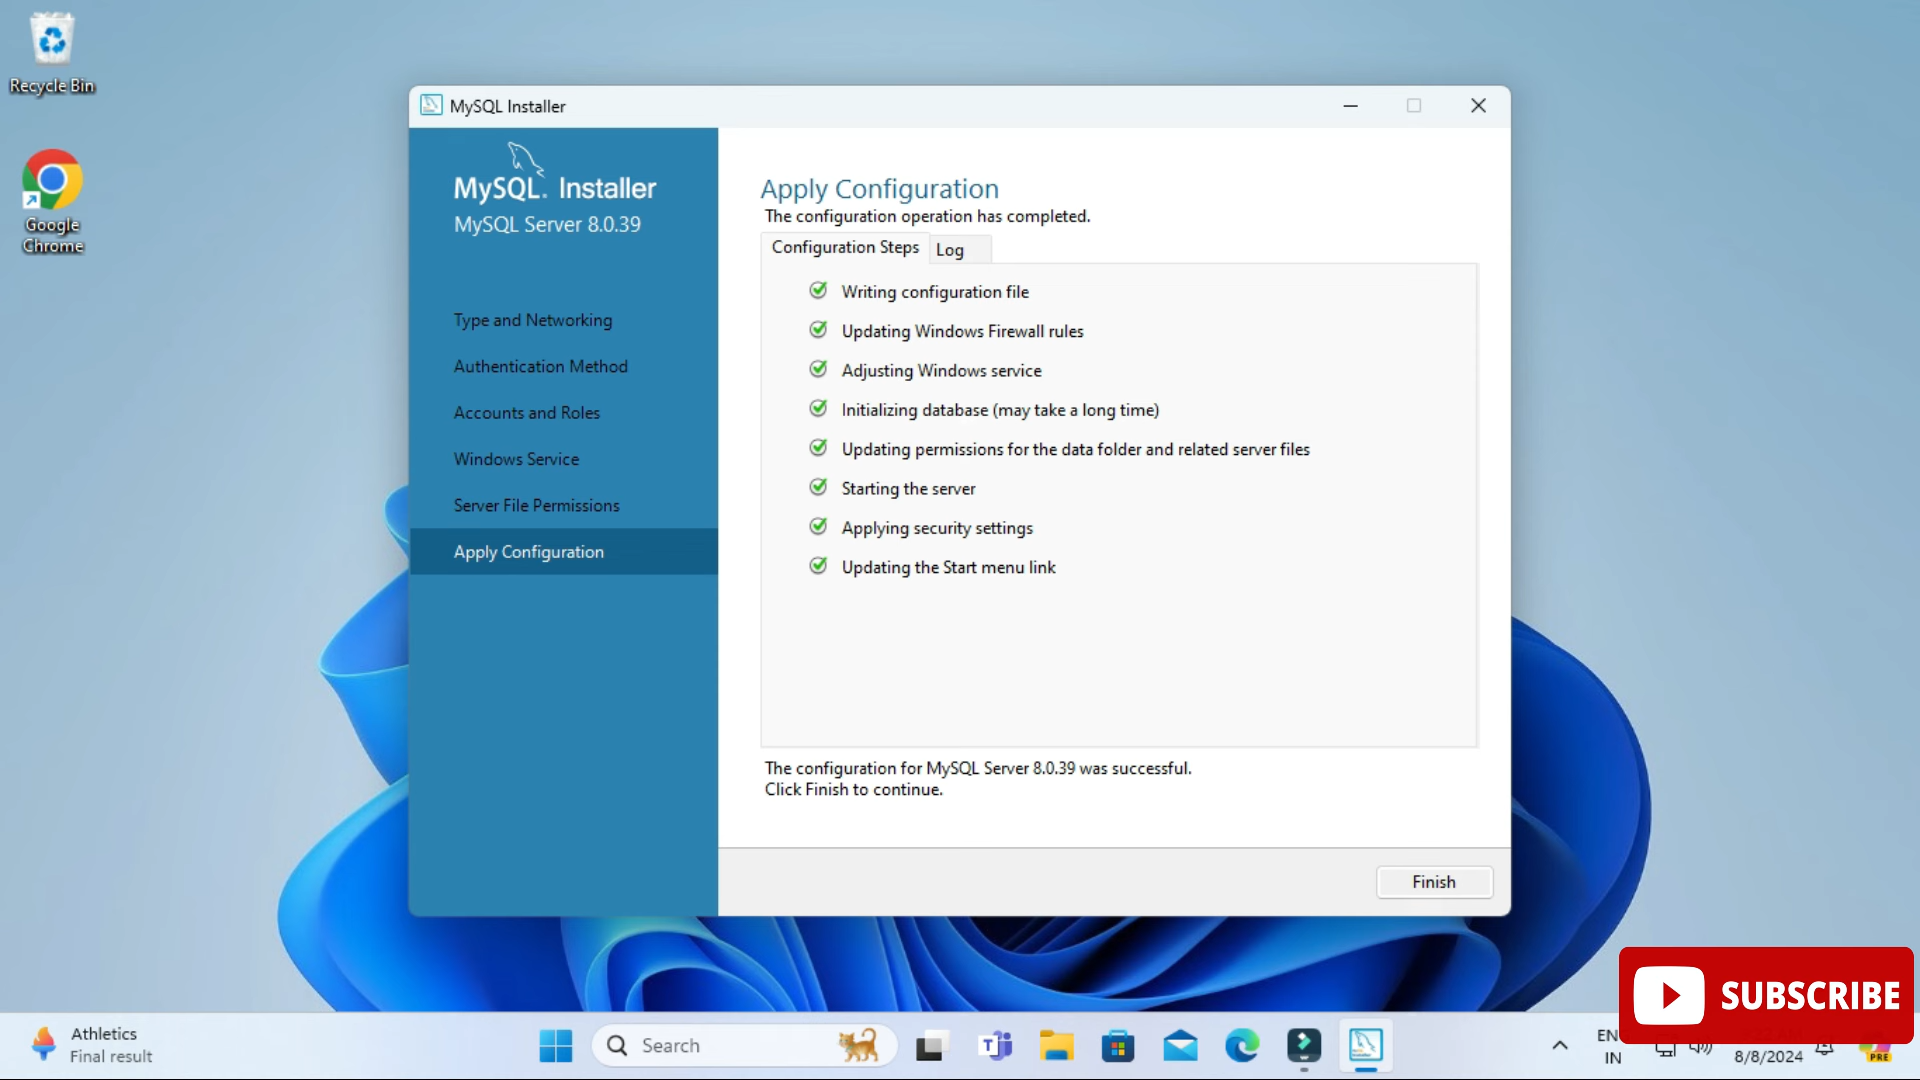 Recycle Bin
Google
Chrome
MySQL Installer
MySQL. Installer
MySQL Server 8.0.39
Type and Networking
Authentication Method
Accounts and Roles
Windows Service
Server File Permissions
Apply Configuration
Apply Configuration
The configuration operation has completed.
Configuration Steps
Log
Writing configuration file
Updating Windows Firewall rules
Adjusting Windows service
Initializing database (may take a long time)
Updating permissions for the data folder and related server files
Starting the server
Applying security settings
Updating the Start menu link
The configuration for MySQL Server 8.0.39 was successful.
Click Finish to continue.
Finish
SUBSCRIBE
Athletics
Final result
Search
IN
8/8/2024
PRE